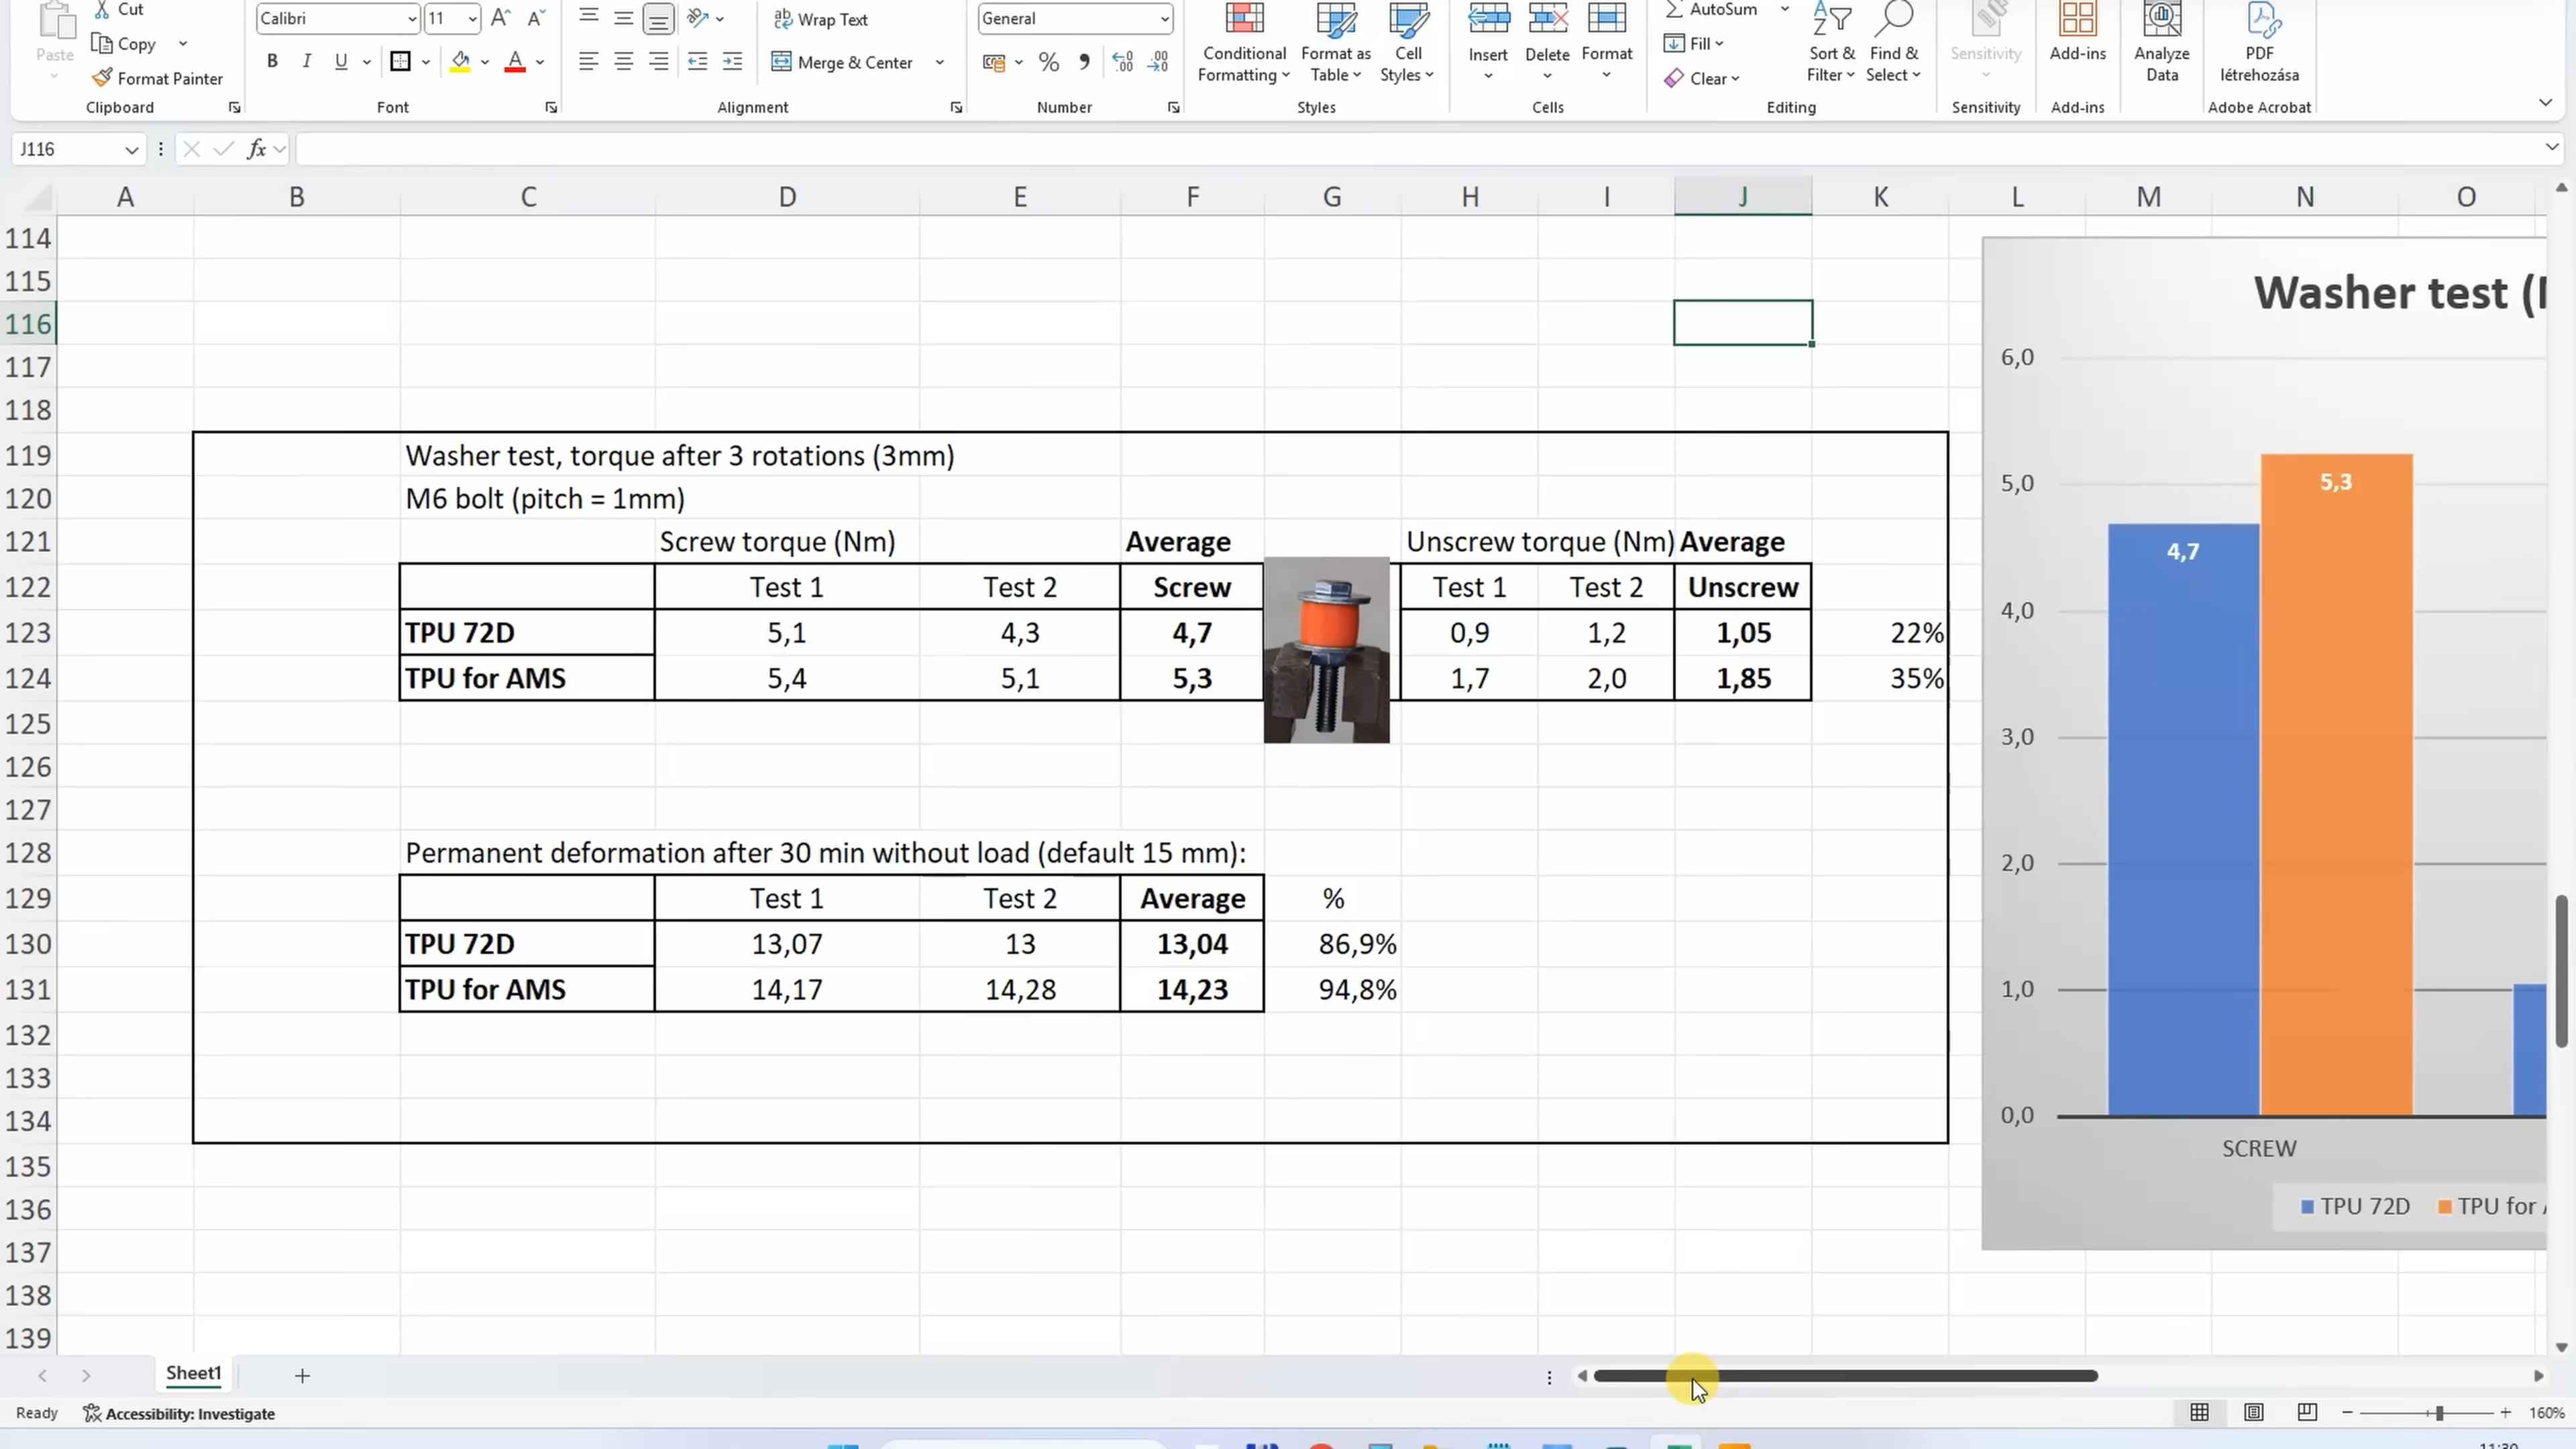 Cut
Calibri 11
Wrap Text
General
AutoSum
Paste
Copy
Conditional Formatting
Format as Table
Cell Styles
Insert
Delete
Format
Fill
Sort & Filter
Find & Select
Sensitivity
Add-ins
Analyze Data
PDF létrehozása
B I U
Merge & Center
Format Painter
Clear
Clipboard
Font
Alignment
Number
Styles
Cells
Editing
Sensitivity
Add-ins
Adobe Acrobat
J116
fx
A B C D E F G H I J K L M N O
114
115
116
117
118
119 Washer test, torque after 3 rotations (3mm)
120 M6 bolt (pitch = 1mm)
121 Screw torque (Nm) Average Unscrew torque (Nm) Average
122 Test 1 Test 2 Screw Test 1 Test 2 Unscrew
123 TPU 72D 5,1 4,3 4,7 0,9 1,2 1,05 22%
124 TPU for AMS 5,4 5,1 5,3 1,7 2,0 1,85 35%
125
126
127
128 Permanent deformation after 30 min without load (default 15 mm):
129 Test 1 Test 2 Average %
130 TPU 72D 13,07 13 13,04 86,9%
131 TPU for AMS 14,17 14,28 14,23 94,8%
132
133
134
135
136
137
138
139
Washer test (
6,0
5,0
4,0
3,0
2,0
1,0
0,0
4,7
5,3
SCREW
TPU 72D TPU for
Sheet1
Ready
Accessibility: Investigate
160%